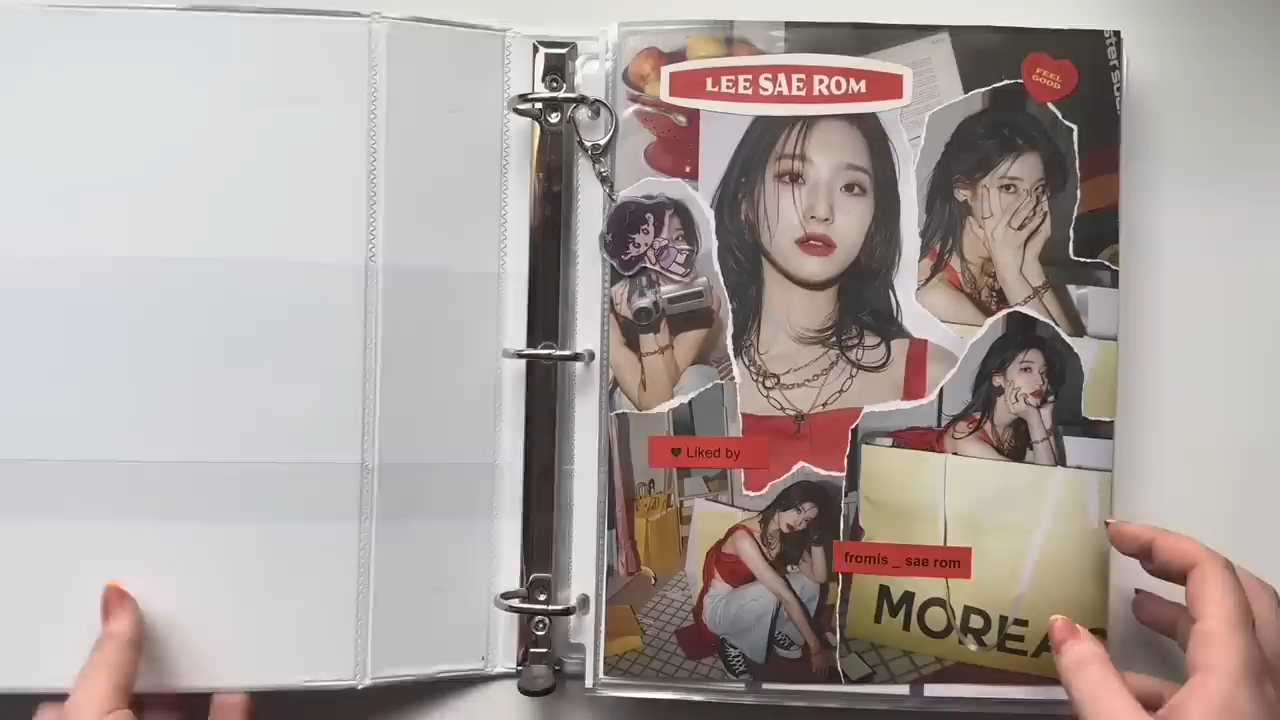 LEE SAE ROM
FEEL
GOOD
Liked by
fromis _ sae rom
MOREA